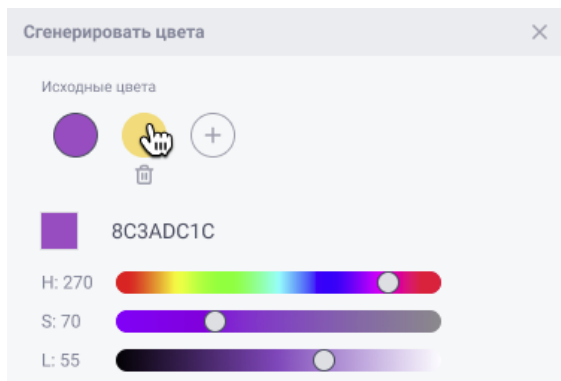 Сгенерировать цвета
Исходные цвета
8C3ADC1C
H: 270
S: 70
L: 55